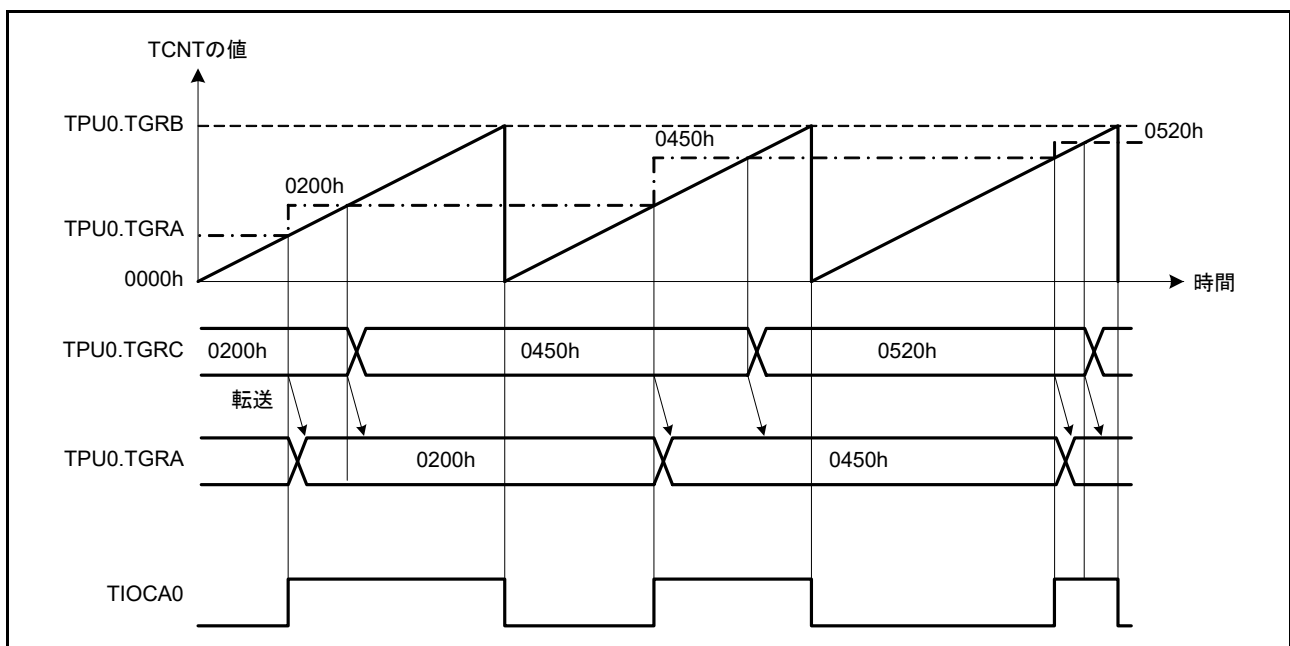 TCNTの値
TPU0.TGRB
0520h
0450h
0200h
TPU0.TGRA
0000h
時間
TPU0.TGRC
0200h
0450h
0520h
転送
TPU0.TGRA
0200h
0450h
TIOCA0